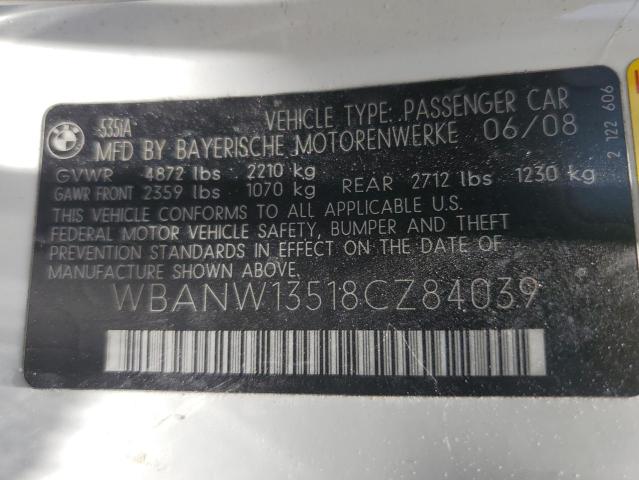 BMW
535IA VEHICLE TYPE: PASSENGER CAR
MFD BY BAYERISCHE MOTORENWERKE 06/08
GVWR 4872 lbs 2210 kg
GAWR FRONT 2359 lbs 1070 kg REAR 2712 lbs 1230 kg
THIS VEHICLE CONFORMS TO ALL APPLICABLE U.S.
FEDERAL MOTOR VEHICLE SAFETY, BUMPER AND THEFT
PREVENTION STANDARDS IN EFFECT ON THE DATE OF
MANUFACTURE SHOWN ABOVE.
WBANW13518CZ84039
2 122 606